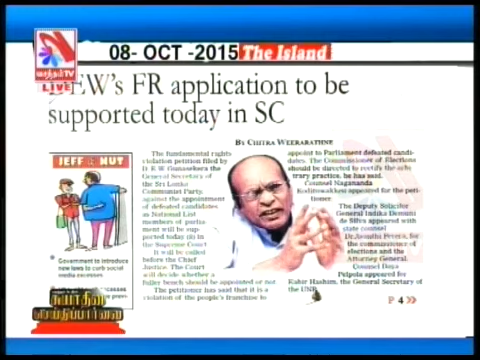 08- OCT -2015 The Island
சக்திTV
LIVE
EW's FR application to be
supported today in SC
BY CHITRA WEERARATHNE
JEFF & NUT
Government to introduce
new laws to curb social
media excesses
The fundamental rights
violation petition filed by
D E W Gunasekera the
General Secretary of
the Sri Lanka
Communist Party,
against the appointment
of defeated candidates
as National List
members of parlia-
ment will be sup-
ported today (8) in
the Supreme Court
It will be called
before the Chief
Justice. The Court
will decide whether a
fuller bench should be appointed or not
The petitioner has said that it is a
violation of the people's franchise to
appoint to Parliament defeated candi-
dates. The Commissioner of Elections
should be directed to rectify the arbi-
trary practice, he has said.
Counsel Nagananda
Kodituwakku appeared for the peti-
tioner
The Deputy Solicitor
General Indika Demuni
de Silva appeared with
state counsel
Dr. Avanthi Perera, for
the commissioner of
elections and the
Attorney General.
Counsel Daya
Pelpola appeared for
Kabir Hashim, the General Secretary of
the UNP.
P 4
சுயாதீன
செய்திப்பார்வை